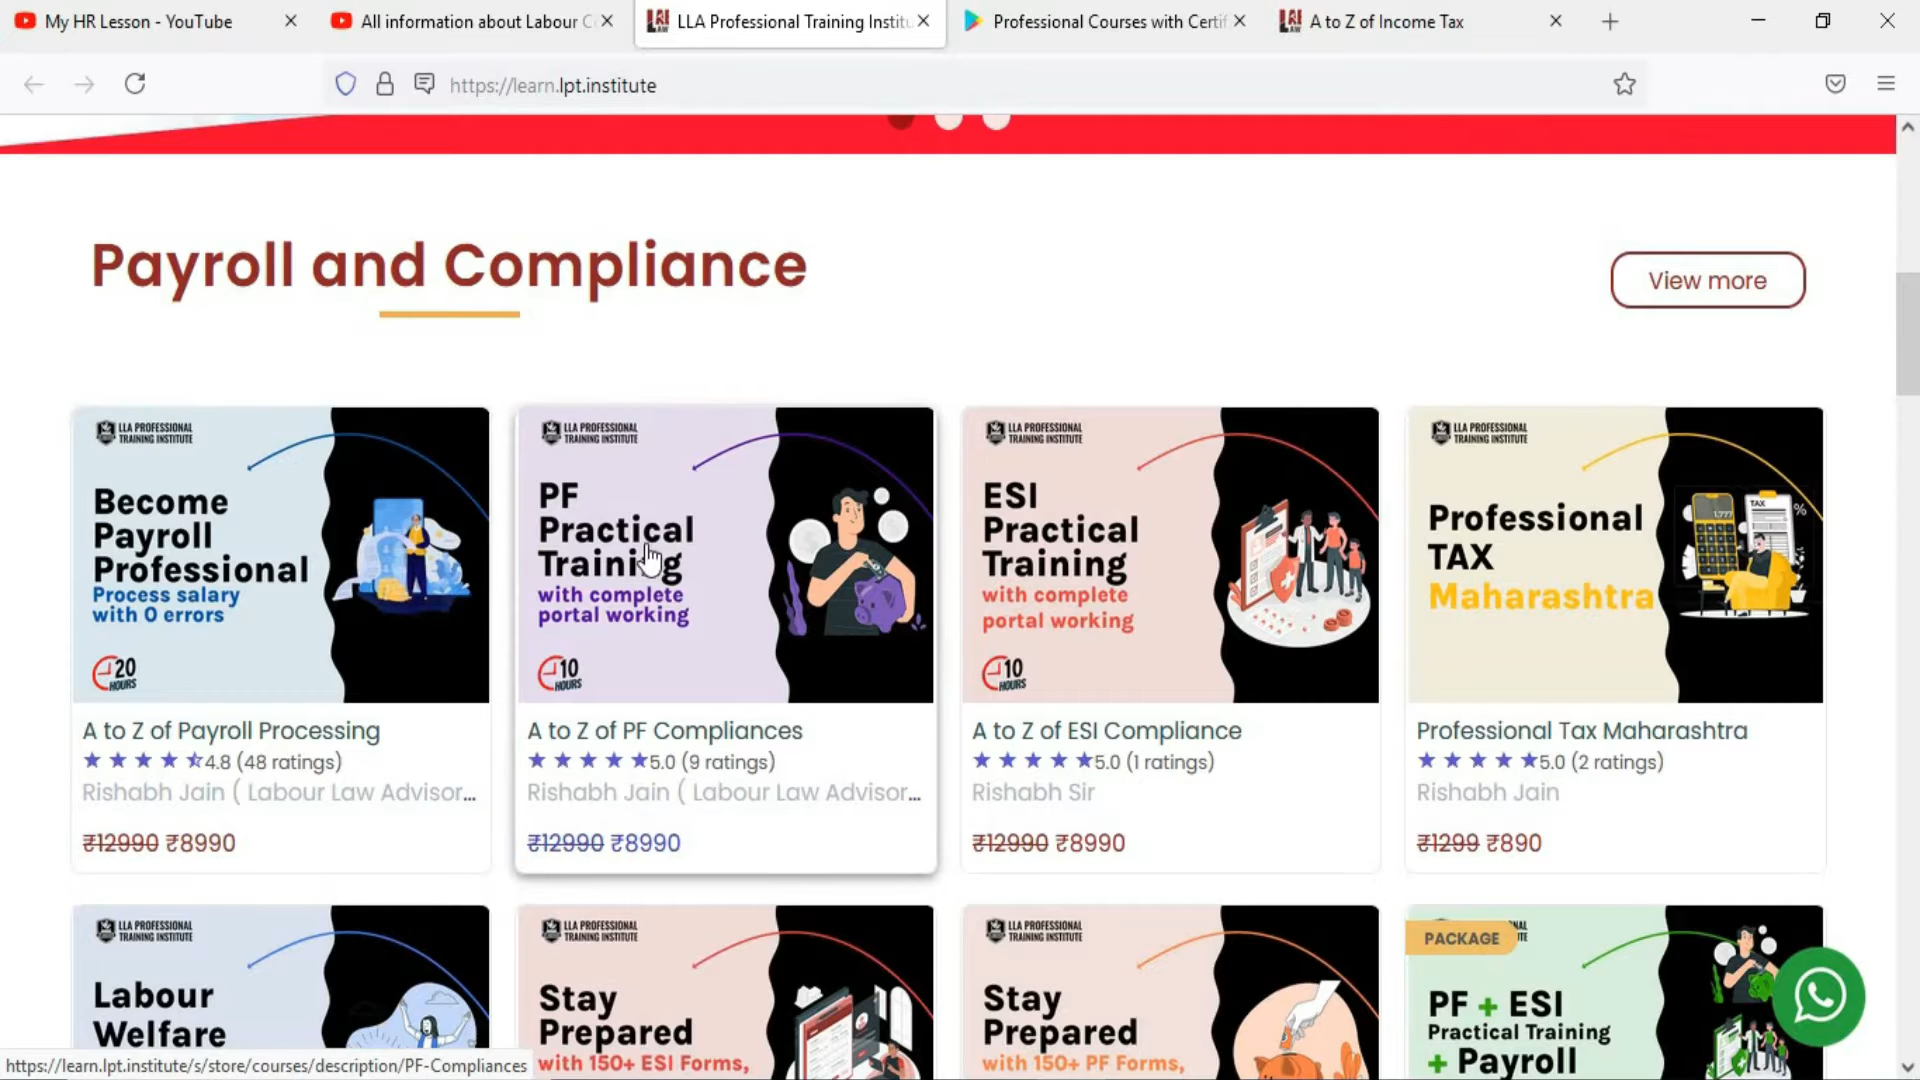 My HR Lesson - YouTube
All information about Labour C
LLA Professional Training Institu
Professional Courses with Certif
A to Z of Income Tax
https://learn.lpt.institute
Payroll and Compliance
View more
LLA PROFESSIONAL
TRAINING INSTITUTE
Become
Payroll
Professional
Process salary
with 0 errors
20
HOURS
A to Z of Payroll Processing
4.8 (48 ratings)
Rishabh Jain ( Labour Law Advisor...
₹12990 ₹8990
LLA PROFESSIONAL
TRAINING INSTITUTE
PF
Practical
Training
with complete
portal working
10
HOURS
A to Z of PF Compliances
5.0 (9 ratings)
Rishabh Jain ( Labour Law Advisor...
₹12990 ₹8990
LLA PROFESSIONAL
TRAINING INSTITUTE
ESI
Practical
Training
with complete
portal working
10
HOURS
A to Z of ESI Compliance
5.0 (1 ratings)
Rishabh Sir
₹12990 ₹8990
LLA PROFESSIONAL
TRAINING INSTITUTE
Professional
TAX
Maharashtra
TAX
%
1,777
Professional Tax Maharashtra
5.0 (2 ratings)
Rishabh Jain
₹1299 ₹890
LLA PROFESSIONAL
TRAINING INSTITUTE
Labour
Welfare
LLA PROFESSIONAL
TRAINING INSTITUTE
Stay
Prepared
with 150+ ESI Forms,
LLA PROFESSIONAL
TRAINING INSTITUTE
Stay
Prepared
with 150+ PF Forms,
PACKAGE
PF + ESI
Practical Training
+ Payroll
https://learn.lpt.institute/s/store/courses/description/PF-Compliances